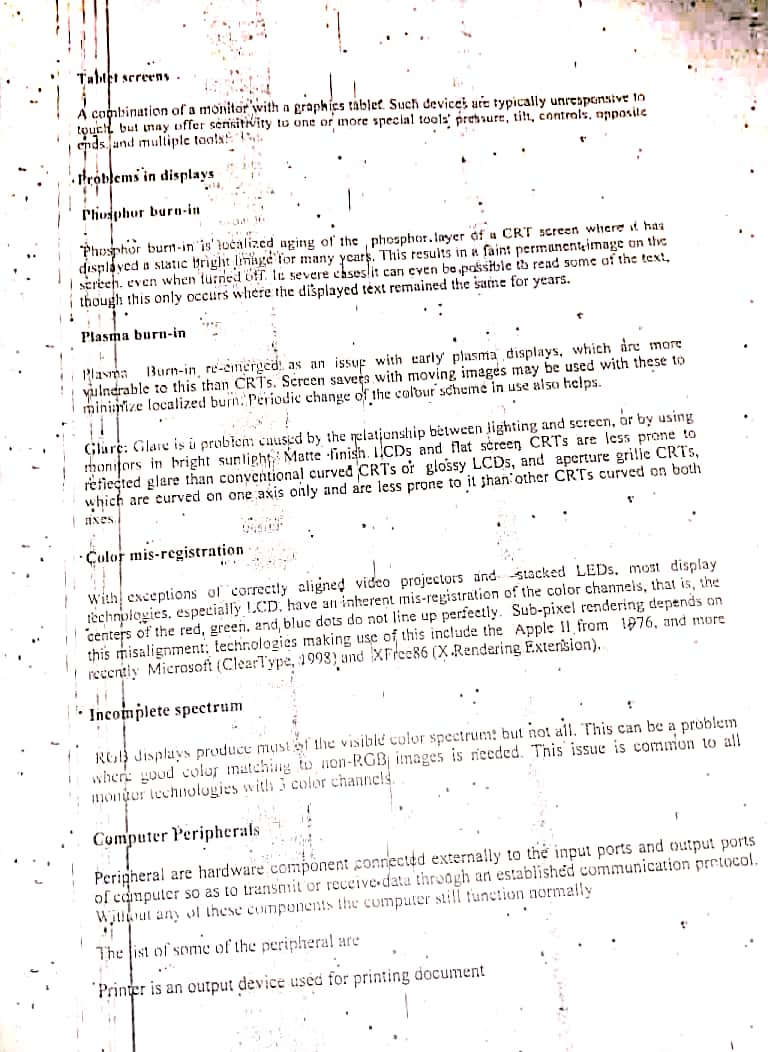 Tablet screens
A combination of a monitor with a graphics tablet. Such devices are typically unresponsive to
touch, but may offer sensitivity to one or more special tools' pressure, tilt, controls, opposite
ends, and multiple tools.
Problems in displays
Phosphor burn-in
Phosphor burn-in is localized aging of the phosphor layer of a CRT screen where it has
displayed a static bright image for many years. This results in a faint permanent image on the
screen, even when turned off. In severe cases it can even be possible to read some of the text,
though this only occurs where the displayed text remained the same for years.
Plasma burn-in
Plasma Burn-in re-emerged as an issue with early plasma displays, which are more
vulnerable to this than CRTs. Screen savers with moving images may be used with these to
minimize localized burn. Periodic change of the colour scheme in use also helps.
Glare: Glare is a problem caused by the relationship between lighting and screen, or by using
monitors in bright sunlight. Matte finish LCDs and flat screen CRTs are less prone to
reflected glare than conventional curved CRTs or glossy LCDs, and aperture grille CRTs,
which are curved on one axis only and are less prone to it than other CRTs curved on both
axes.
Color mis-registration
With exceptions of correctly aligned video projectors and stacked LEDs, most display
technologies, especially LCD, have an inherent mis-registration of the color channels, that is, the
centers of the red, green, and blue dots do not line up perfectly. Sub-pixel rendering depends on
this misalignment; technologies making use of this include the Apple II from 1976, and more
recently Microsoft (ClearType, 1998) and XFree86 (X Rendering Extension).
Incomplete spectrum
RGB displays produce most of the visible color spectrum, but not all. This can be a problem
where good color matching to non-RGB images is needed. This issue is common to all
monitor technologies with 3 color channels.
Computer Peripherals
Peripheral are hardware component connected externally to the input ports and output ports
of computer so as to transmit or receive data through an established communication protocol.
Without any of these components the computer still function normally
The list of some of the peripheral are
Printer is an output device used for printing document